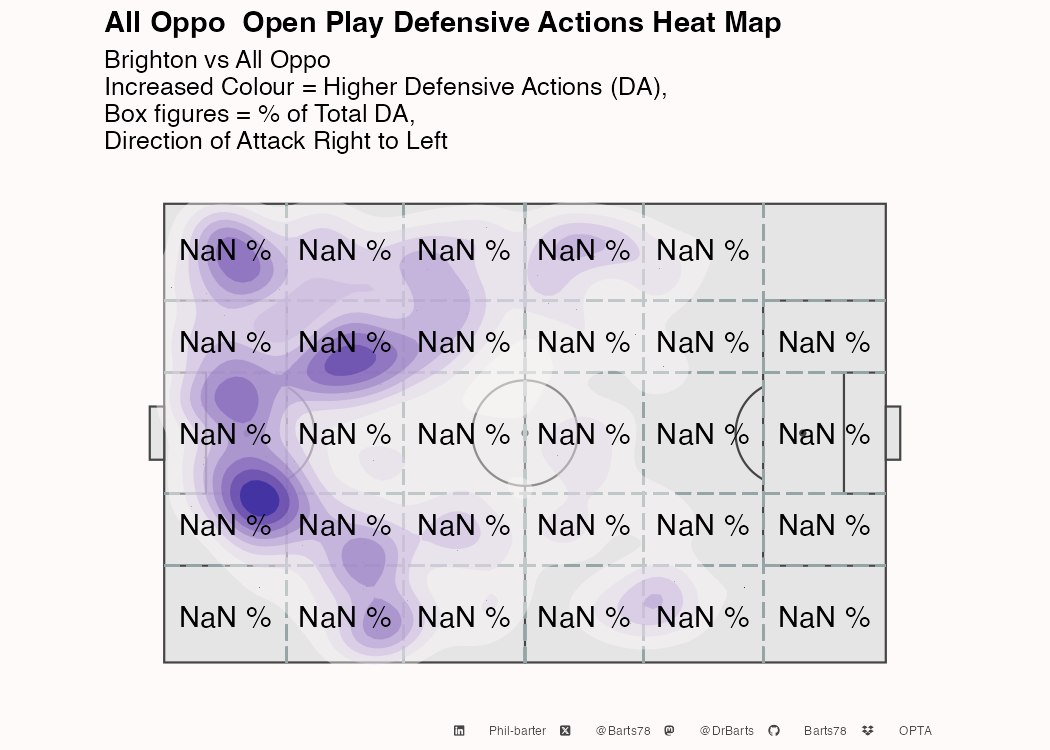 All Oppo  Open Play Defensive Actions Heat Map
Brighton vs All Oppo
Increased Colour = Higher Defensive Actions (DA),
Box figures = % of Total DA,
Direction of Attack Right to Left
NaN % NaN % NaN % NaN % NaN %
NaN % NaN % NaN % NaN % NaN % NaN %
NaN % NaN % NaN % NaN % NaN % NaN %
NaN % NaN % NaN % NaN % NaN % NaN %
NaN % NaN % NaN % NaN % NaN % NaN %
Phil-barter @Barts78 @DrBarts Barts78 OPTA